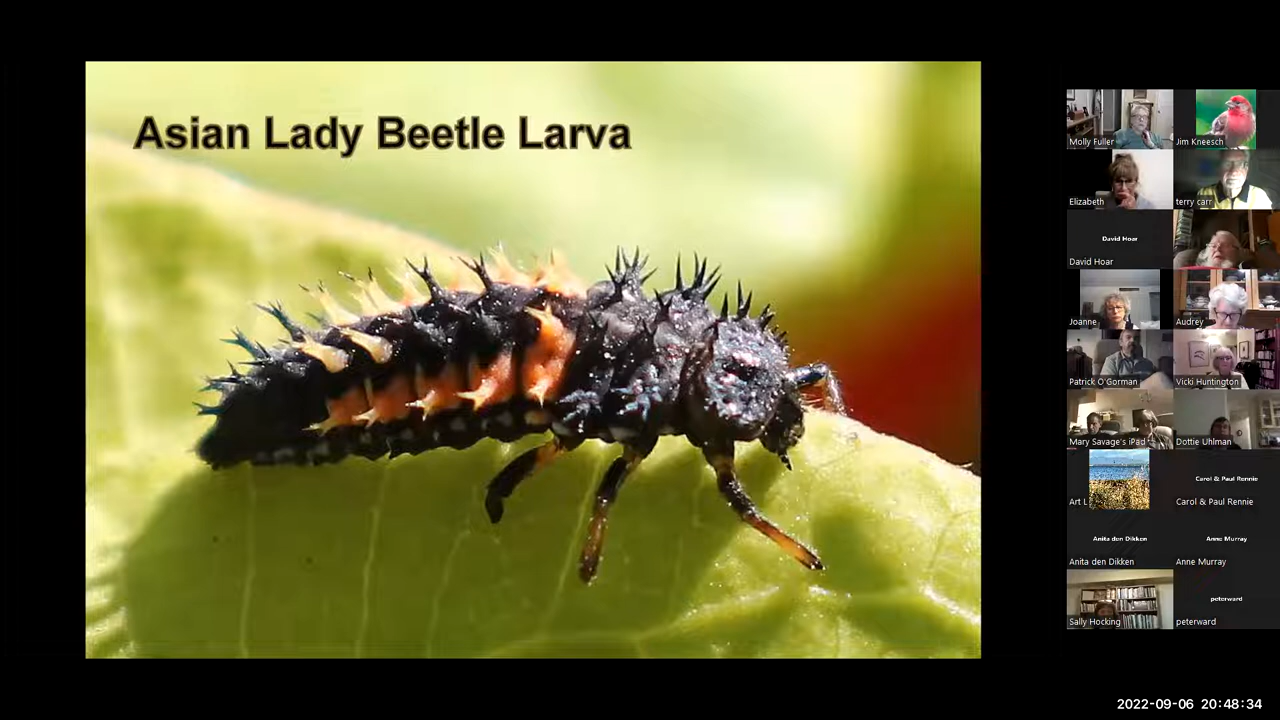 Asian Lady Beetle Larva
Molly Fuller
Jim Kneesch
Elizabeth
terry carr
David Hoar
David Hoar
Joanne
Audrey
Patrick O'Gorman
Vicki Huntington
Mary Savage's iPad
Dottie Uhlman
Art L
Carol & Paul Rennie
Carol & Paul Rennie
Anita den Dikken
Anne Murray
Anita den Dikken
Anne Murray
peterward
Sally Hocking
peterward
2022-09-06 20:48:34